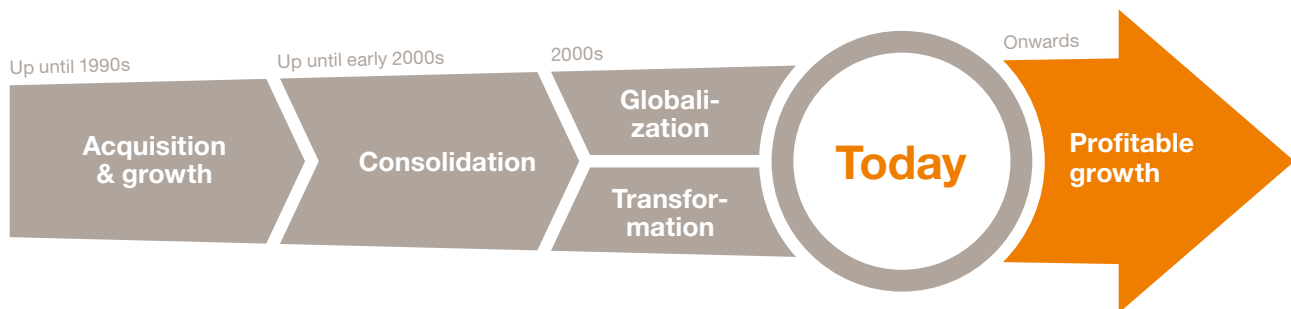 Up until 1990s
Acquisition
& growth
Up until early 2000s
Consolidation
2000s
Globali-
zation
Transfor-
mation
Today
Onwards
Profitable
growth